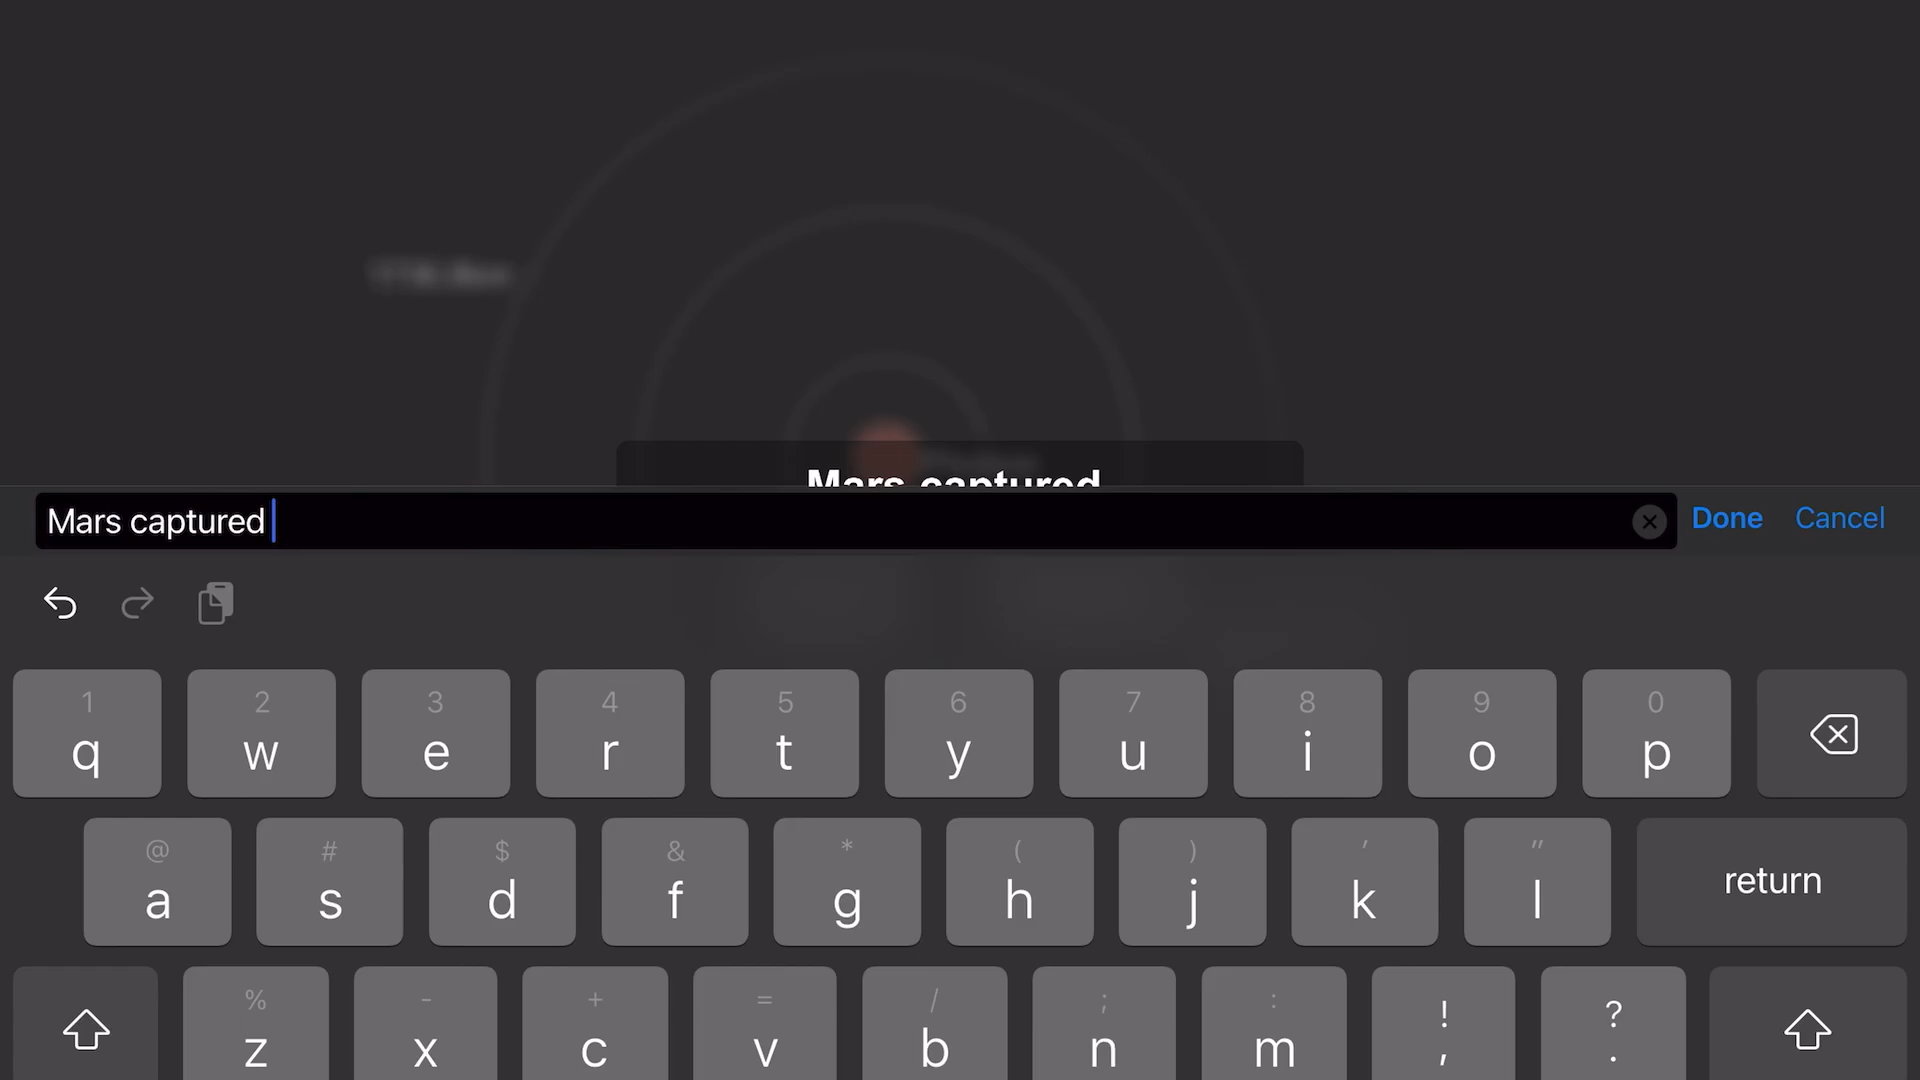 Mars captured
Mars captured
Done
Cancel
1 2 3 4 5 6 7 8 9 0
q w e r t y u i o p
@ # $ & * ( ) ' "
a s d f g h j k l
return
% - + = / ; : ! ?
z x c v b n m , .